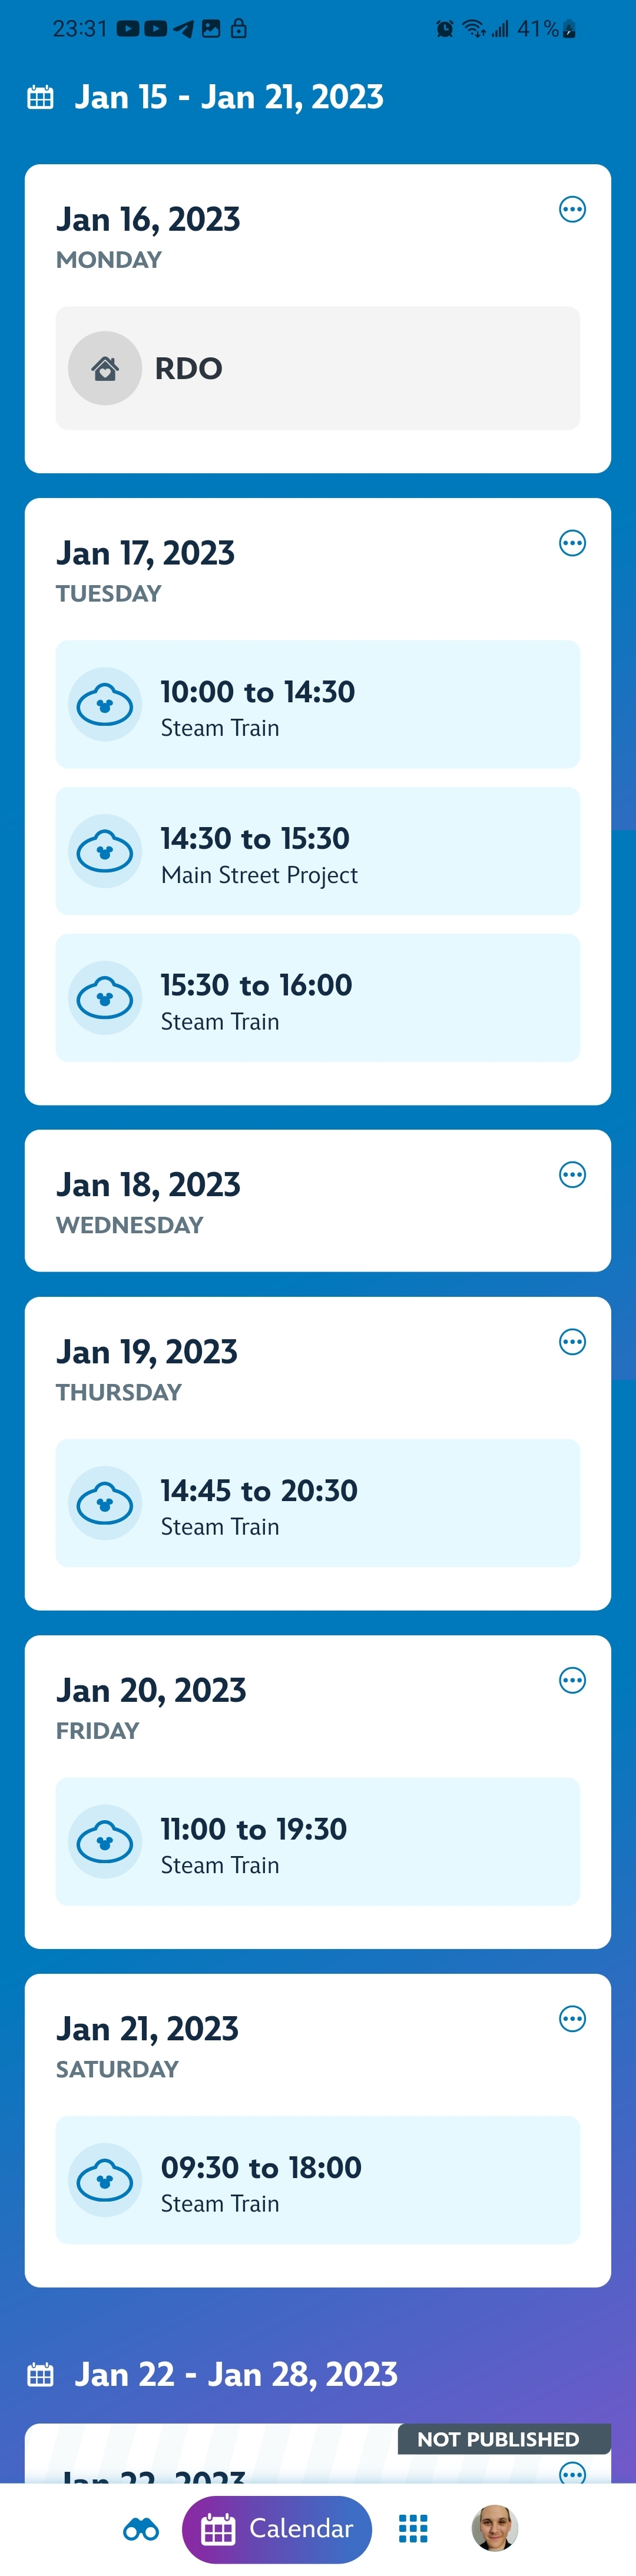 23:31
41%
Jan 15 - Jan 21, 2023
Jan 16, 2023
MONDAY
RDO
Jan 17, 2023
TUESDAY
10:00 to 14:30
Steam Train
14:30 to 15:30
Main Street Project
15:30 to 16:00
Steam Train
Jan 18, 2023
WEDNESDAY
Jan 19, 2023
THURSDAY
14:45 to 20:30
Steam Train
Jan 20, 2023
FRIDAY
11:00 to 19:30
Steam Train
Jan 21, 2023
SATURDAY
09:30 to 18:00
Steam Train
Jan 22 - Jan 28, 2023
NOT PUBLISHED
Jan 22, 2023
Calendar